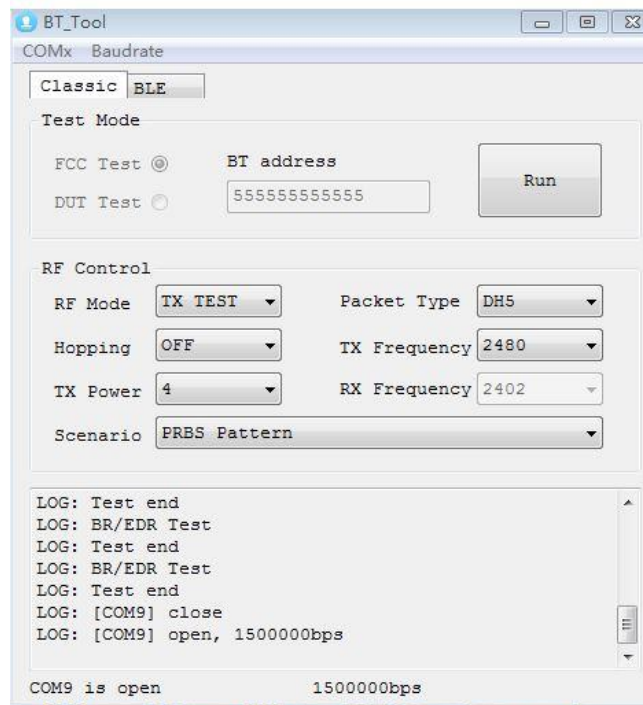 BT_Tool
COMx Baudrate
Classic BLE
Test Mode
FCC Test BT address
DUT Test 555555555555 Run
RF Control
RF Mode TX TEST Packet Type DH5
Hopping OFF TX Frequency 2480
TX Power 4 RX Frequency 2402
Scenario PRBS Pattern
LOG: Test end
LOG: BR/EDR Test
LOG: Test end
LOG: BR/EDR Test
LOG: Test end
LOG: [COM9] close
LOG: [COM9] open, 1500000bps
COM9 is open 1500000bps